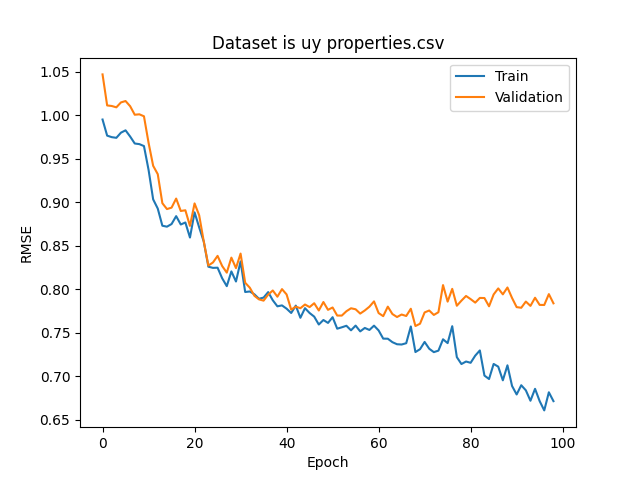 Dataset is uy properties.csv
Train
Validation
1.05
1.00
0.95
0.90
0.85
0.80
0.75
0.70
0.65
RMSE
0 20 40 60 80 100
Epoch